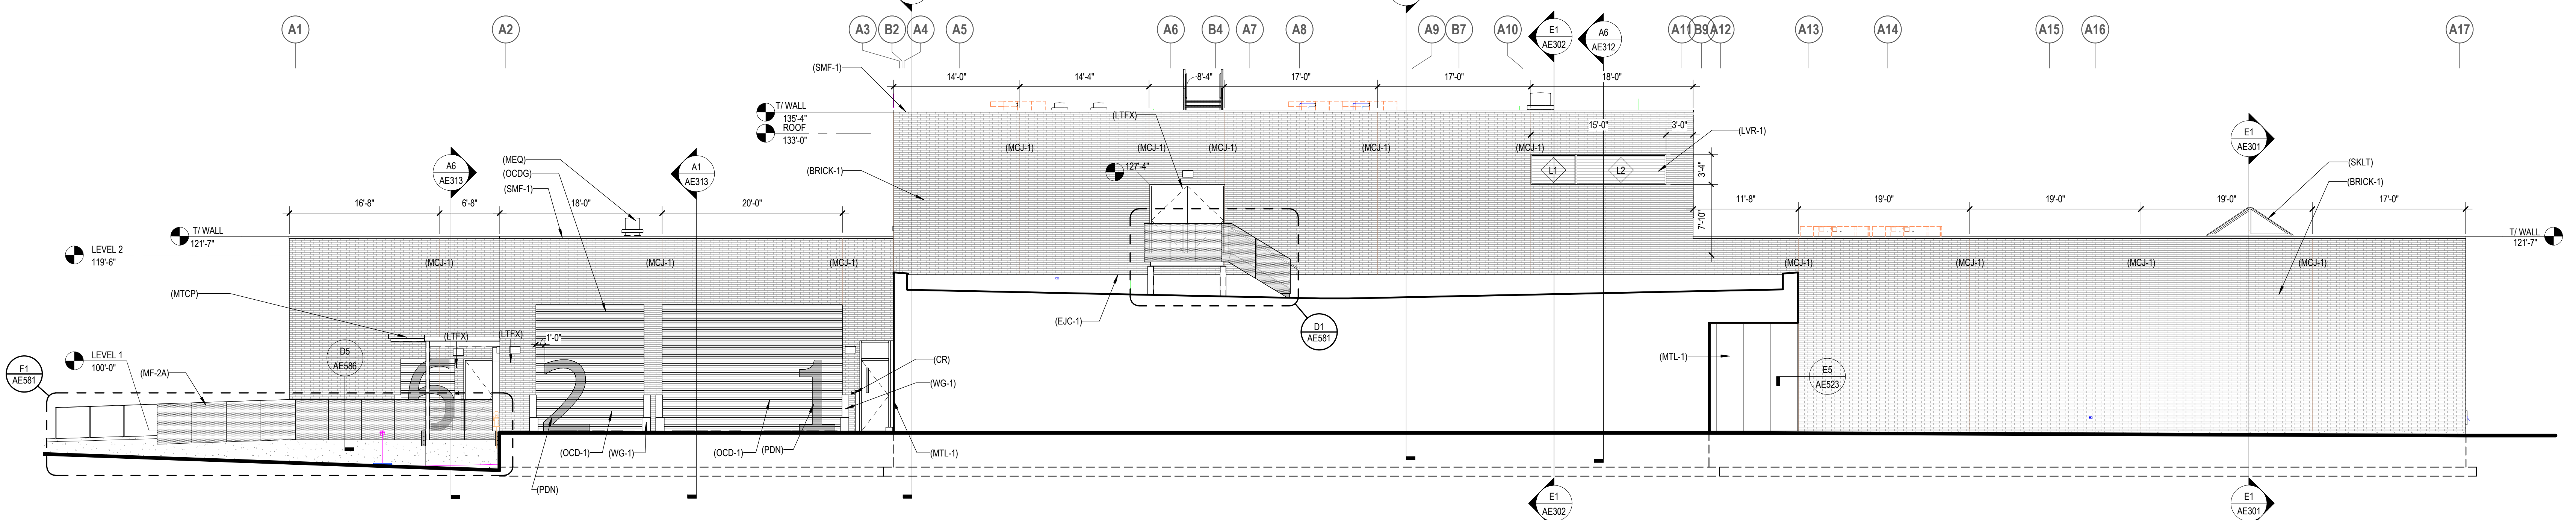 A1
A2
A3
B2
A4
A5
A6
B4
A7
A8
A9
B7
A10
E1
AE302
A6
AE312
A11
B9
A12
A13
A14
A15
A16
A17
(SMF-1)
14'-0"
14'-4"
8'-4"
17'-0"
17'-0"
18'-0"
T/ WALL
135'-4"
ROOF
133'-0"
(LTFX)
15'-0"
3'-0"
(LVR-1)
(MCJ-1)
(MCJ-1)
(MCJ-1)
(MCJ-1)
(MCJ-1)
E1
AE301
A6
AE313
(MEQ)
(OCDG)
(SMF-1)
A1
AE313
(BRICK-1)
127'-4"
L1
L2
3'-4"
(SKLT)
(BRICK-1)
16'-8"
6'-8"
18'-0"
20'-0"
11'-8"
19'-0"
19'-0"
19'-0"
17'-0"
7'-10"
T/ WALL
121'-7"
T/ WALL
121'-7"
LEVEL 2
119'-6"
(MCJ-1)
(MCJ-1)
(MCJ-1)
(MCJ-1)
(MCJ-1)
(MCJ-1)
(MCJ-1)
(MTCP)
(EJC-1)
D1
AE581
(LTFX)
(LTFX)
1'-0"
D5
AE586
LEVEL 1
100'-0"
(MF-2A)
F1
AE581
6
2
1
(CR)
(WG-1)
(MTL-1)
E5
AE523
(OCD-1)
(WG-1)
(OCD-1)
(PDN)
(MTL-1)
(PDN)
E1
AE302
E1
AE301